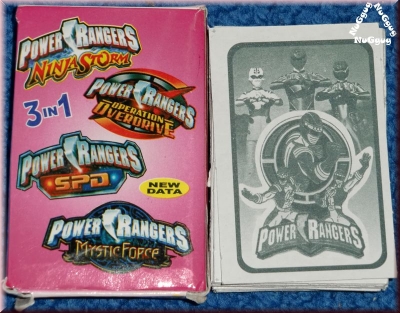 POWER RANGERS
NINJA STORM
3 IN 1
POWER RANGERS
OPERATION
OVERDRIVE
POWER RANGERS
SPD
NEW
DATA
POWER RANGERS
MYSTIC FORCE
POWER RANGERS
NuGgug
NuGgug